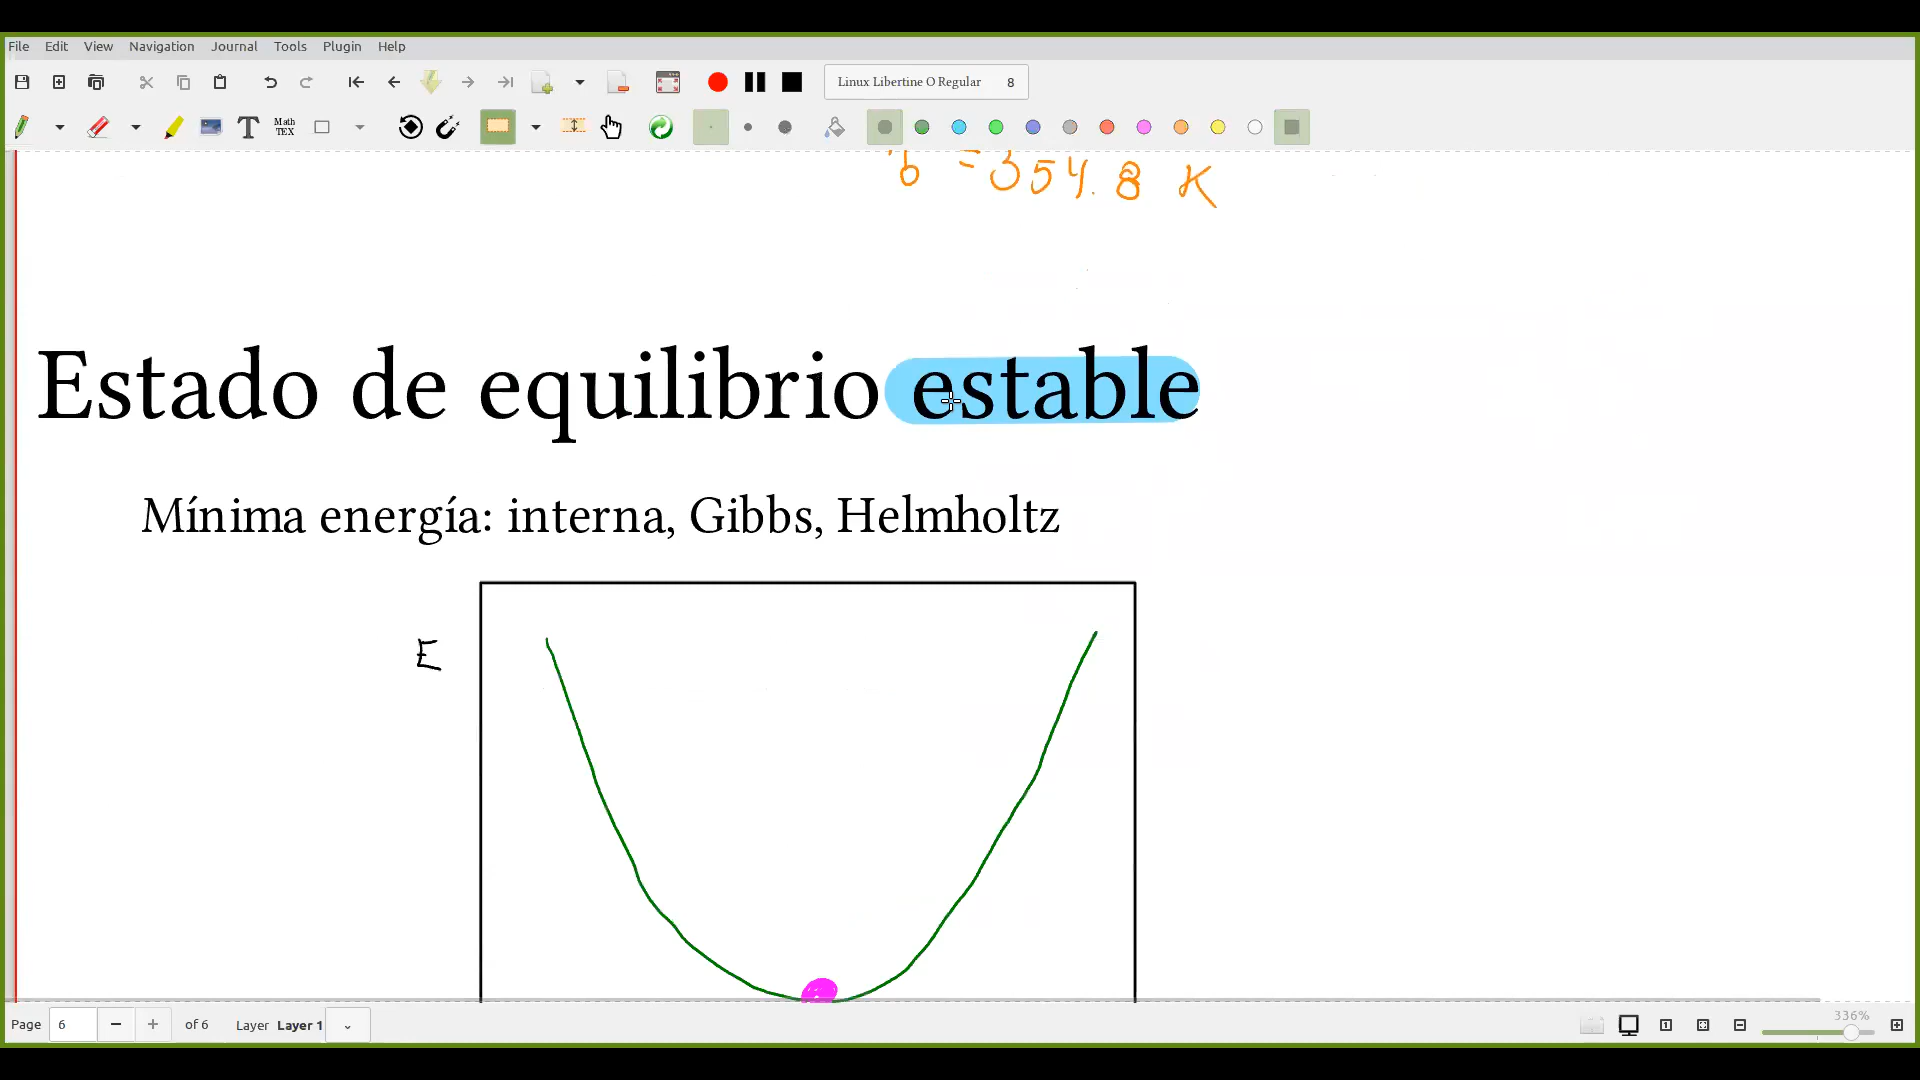 File Edit View Navigation Journal Tools Plugin Help
Linux Libertine O Regular 8
T Math TEX
= 354.8 K
Estado de equilibrio estable
Mínima energía: interna, Gibbs, Helmholtz
E
Page 6 of 6 Layer Layer 1
336%